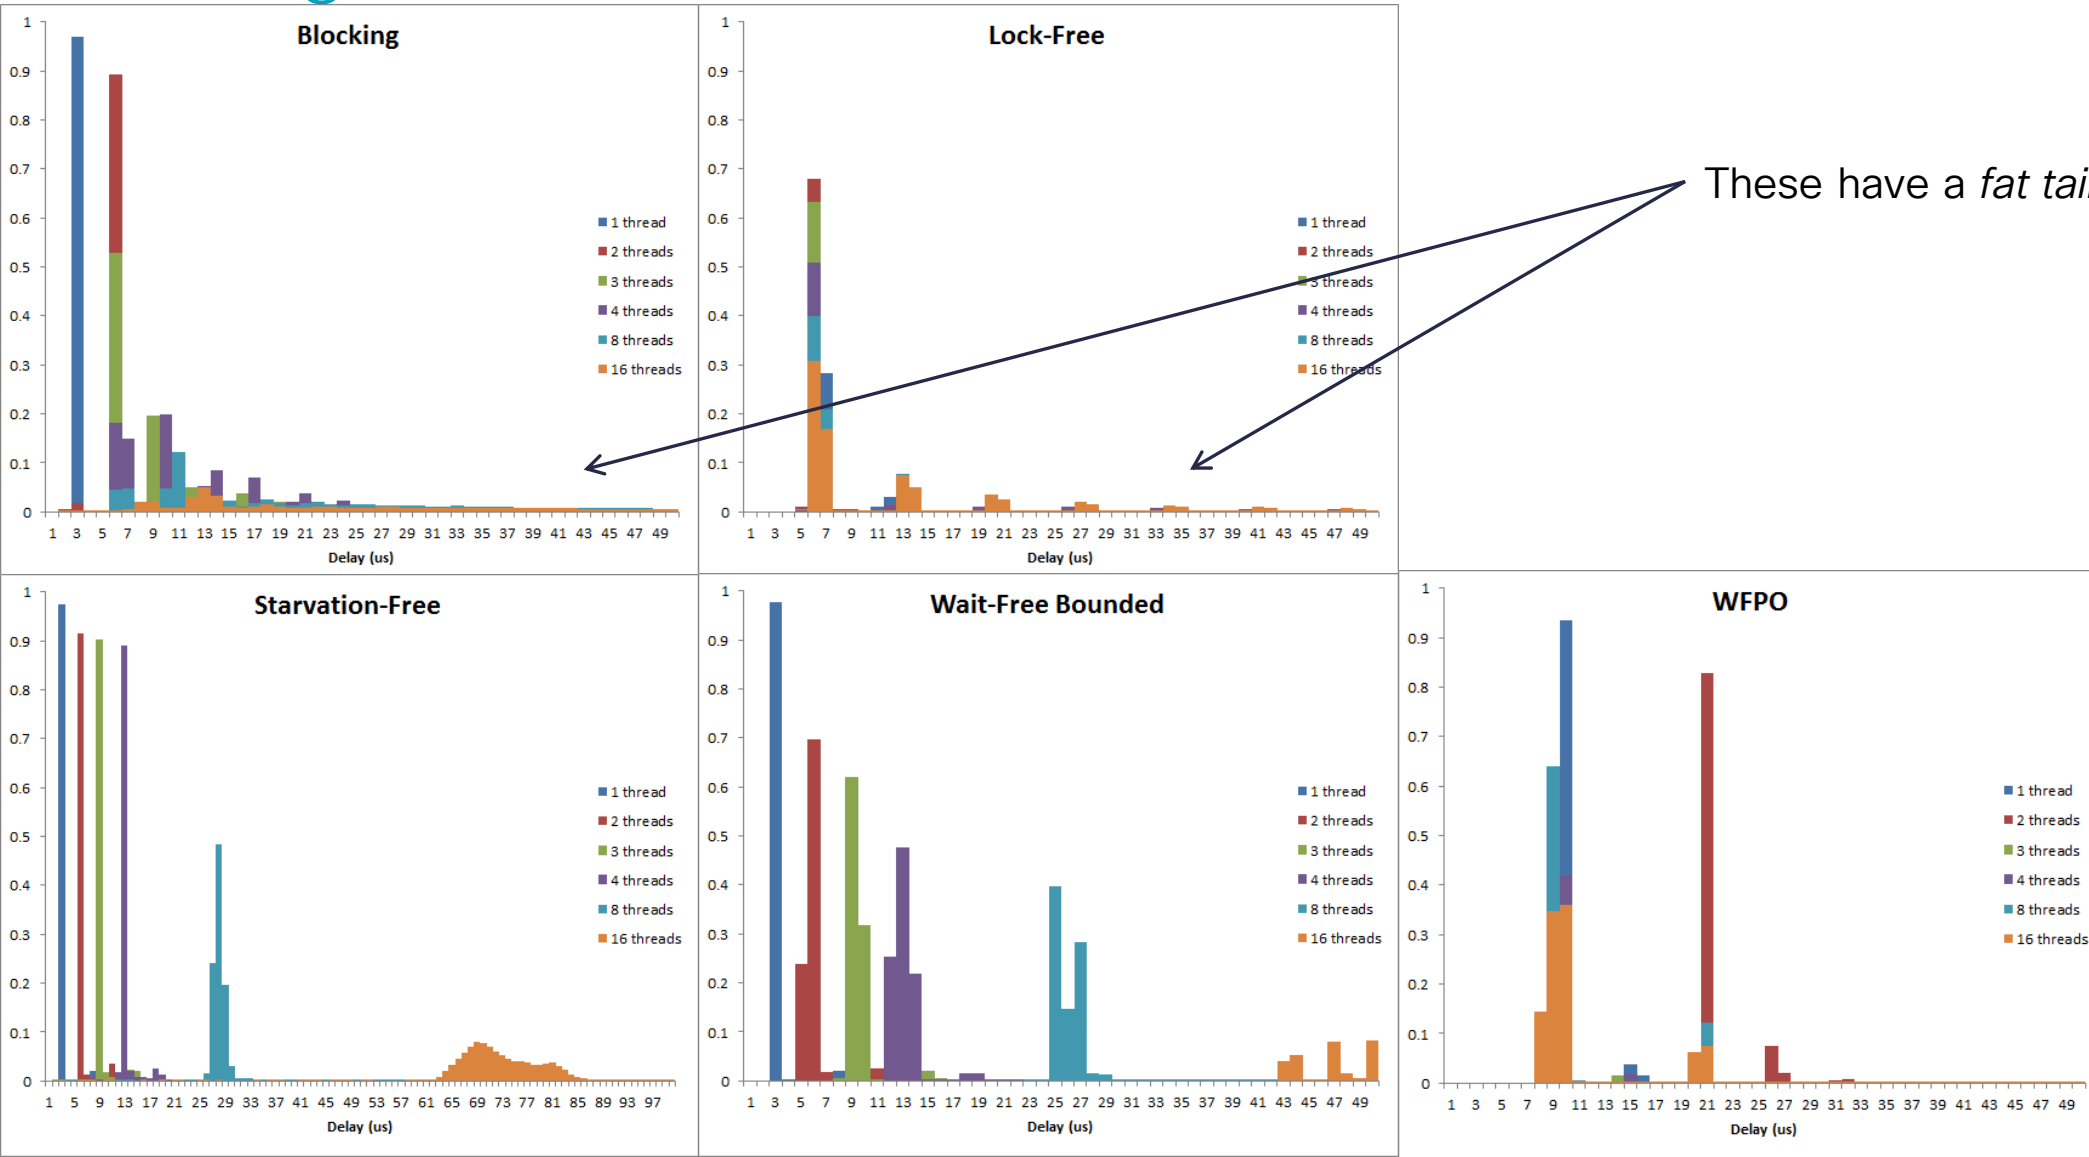 Blocking
1
0.9
0.8
0.7
0.6
0.5
0.4
0.3
0.2
0.1
0
1 thread
2 threads
3 threads
4 threads
8 threads
16 threads
1 3 5 7 9 11 13 15 17 19 21 23 25 27 29 31 33 35 37 39 41 43 45 47 49
Delay (us)
Lock-Free
1
0.9
0.8
0.7
0.6
0.5
0.4
0.3
0.2
0.1
0
1 thread
2 threads
3 threads
4 threads
8 threads
16 threads
1 3 5 7 9 11 13 15 17 19 21 23 25 27 29 31 33 35 37 39 41 43 45 47 49
Delay (us)
These have a fat tai
Starvation-Free
1
0.9
0.8
0.7
0.6
0.5
0.4
0.3
0.2
0.1
0
1 thread
2 threads
3 threads
4 threads
8 threads
16 threads
1 5 9 13 17 21 25 29 33 37 41 45 49 53 57 61 65 69 73 77 81 85 89 93 97
Delay (us)
Wait-Free Bounded
1
0.9
0.8
0.7
0.6
0.5
0.4
0.3
0.2
0.1
0
1 thread
2 threads
3 threads
4 threads
8 threads
16 threads
1 3 5 7 9 11 13 15 17 19 21 23 25 27 29 31 33 35 37 39 41 43 45 47 49
Delay (us)
WFPO
1
0.9
0.8
0.7
0.6
0.5
0.4
0.3
0.2
0.1
0
1 thread
2 threads
3 threads
4 threads
8 threads
16 threads
1 3 5 7 9 11 13 15 17 19 21 23 25 27 29 31 33 35 37 39 41 43 45 47 49
Delay (us)